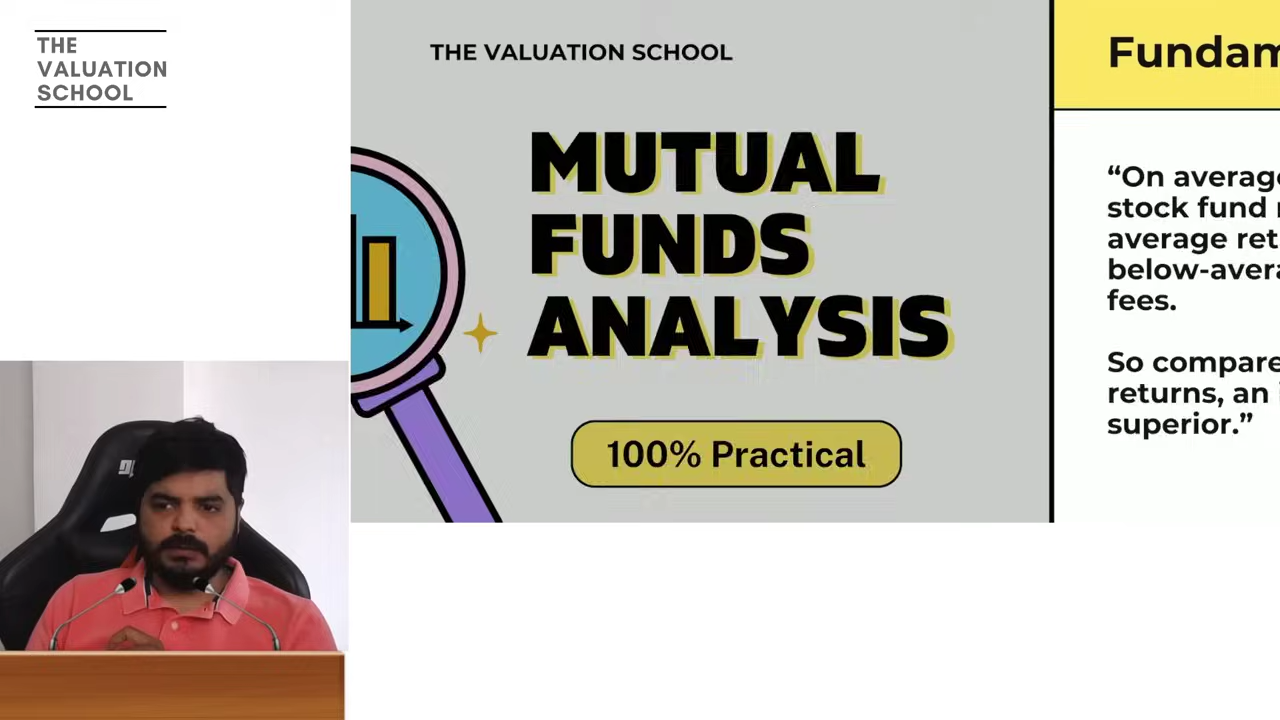 THE
VALUATION
SCHOOL
THE VALUATION SCHOOL
MUTUAL
FUNDS
ANALYSIS
100% Practical
Fundam
“On average
stock fund
average ret
below-avera
fees.
So compare
returns, an
superior.”